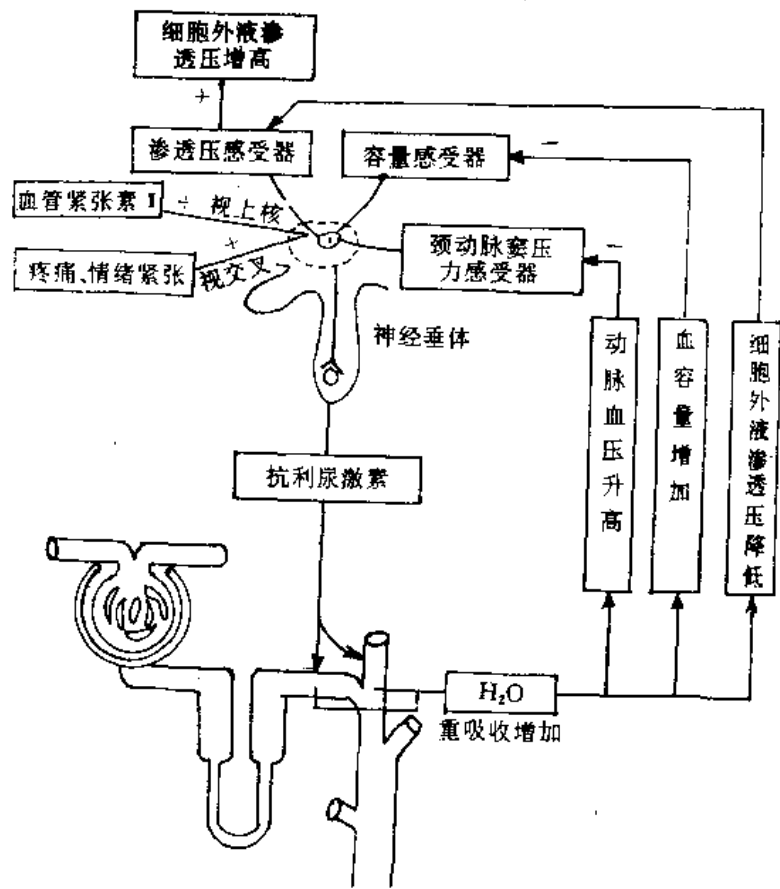 细胞外液渗
透压增高
+
渗透压感受器
容量感受器
−
血管紧张素 Ⅰ
+
视上核
+
疼痛、情绪紧张
视交叉
颈动脉窦压
力感受器
−
神经垂体
动脉血压升高
血容量增加
细胞外液渗透压降低
抗利尿激素
H₂O
重吸收增加